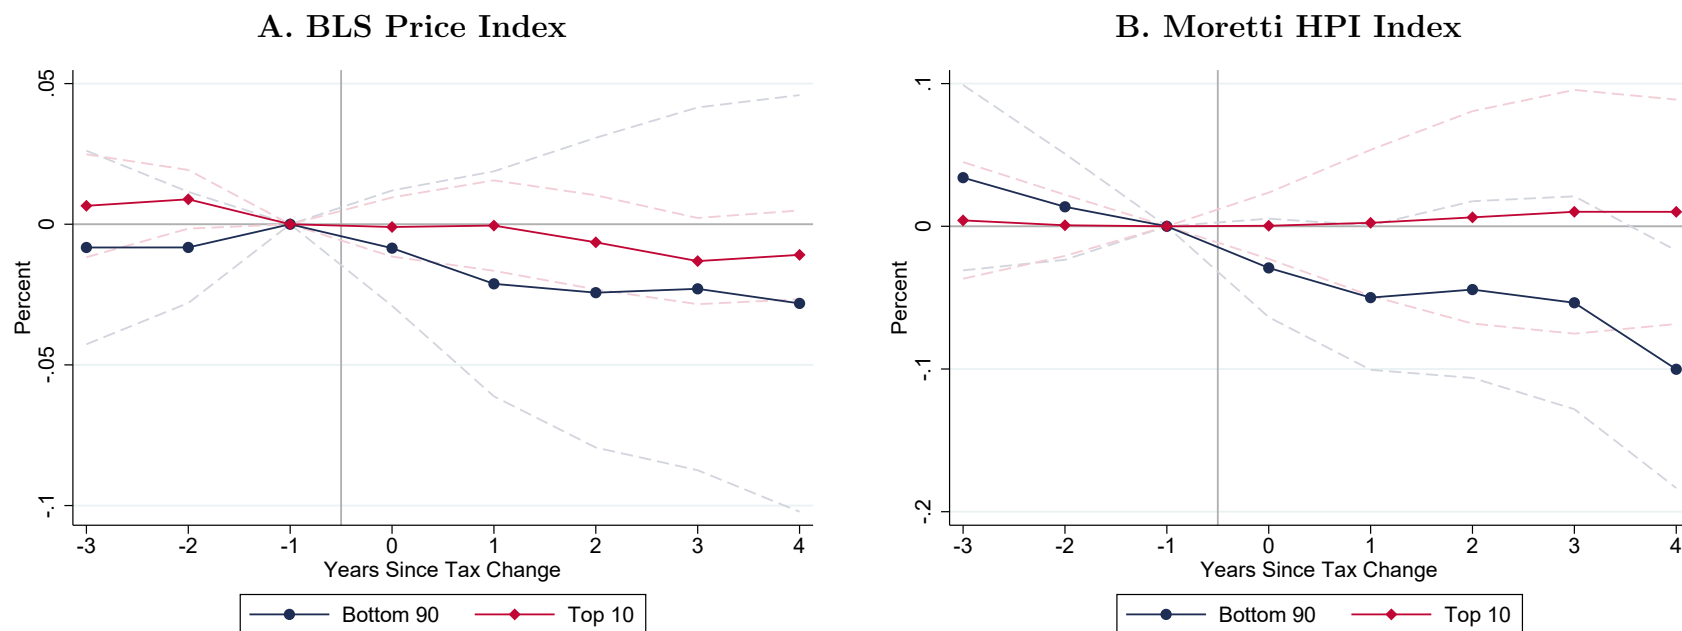 A. BLS Price Index
.05
0
-.05
-.1
Percent
-3 -2 -1 0 1 2 3 4
Years Since Tax Change
Bottom 90 Top 10
B. Moretti HPI Index
.1
0
-.1
-.2
Percent
-3 -2 -1 0 1 2 3 4
Years Since Tax Change
Bottom 90 Top 10